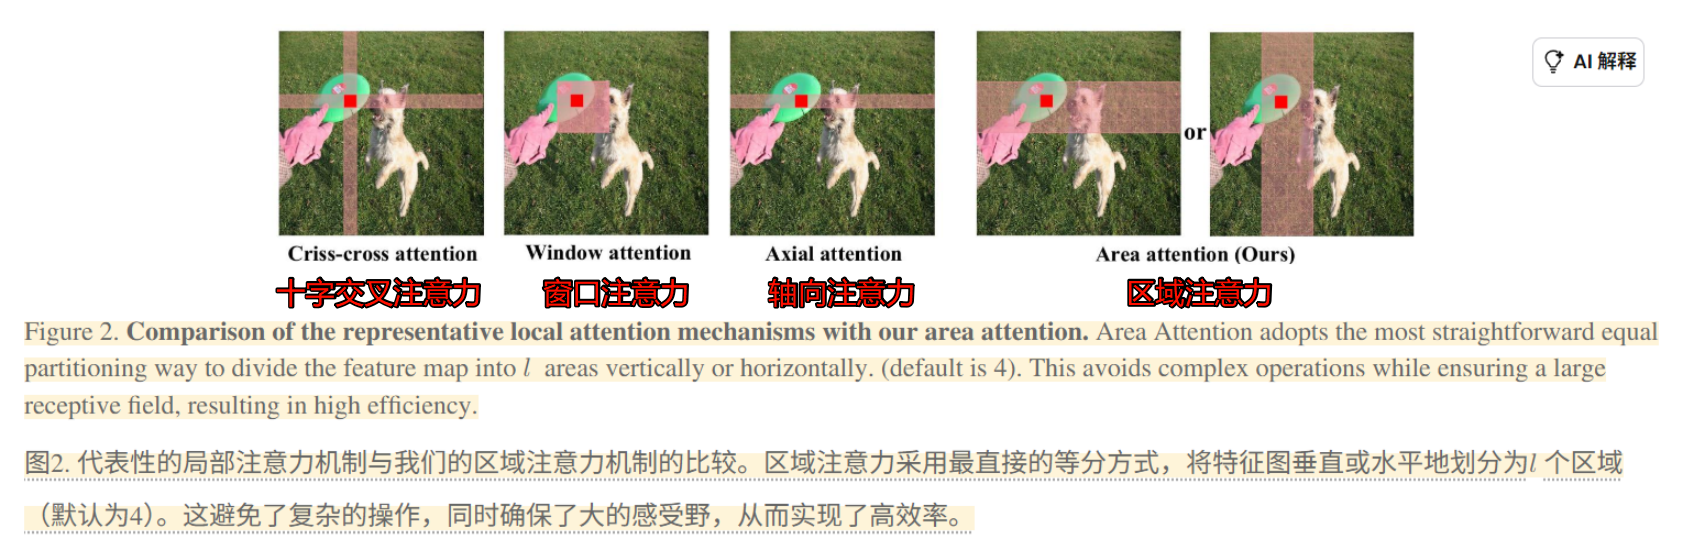 AI 解释
or
Criss-cross attention
Window attention
Axial attention
Area attention (Ours)
十字交叉注意力
窗口注意力
轴向注意力
区域注意力
Figure 2. Comparison of the representative local attention mechanisms with our area attention. Area Attention adopts the most straightforward equal
partitioning way to divide the feature map into l areas vertically or horizontally. (default is 4). This avoids complex operations while ensuring a large
receptive field, resulting in high efficiency.
图2. 代表性的局部注意力机制与我们的区域注意力机制的比较。区域注意力采用最直接的等分方式，将特征图垂直或水平地划分为l 个区域
（默认为4）。这避免了复杂的操作，同时确保了大的感受野，从而实现了高效率。